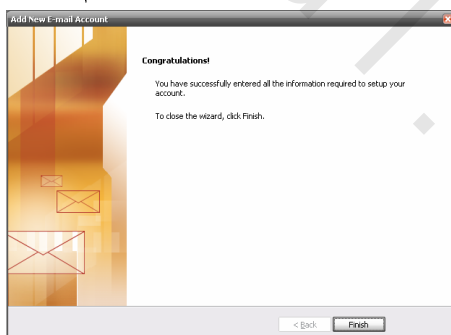 Add New E-mail Account
Congratulations!
You have successfully entered all the information required to setup your
account.
To close the wizard, click Finish.
< Back
Finish